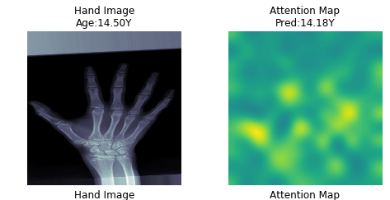 Hand Image
Age:14.50Y
Attention Map
Pred:14.18Y
Hand Image
Attention Map